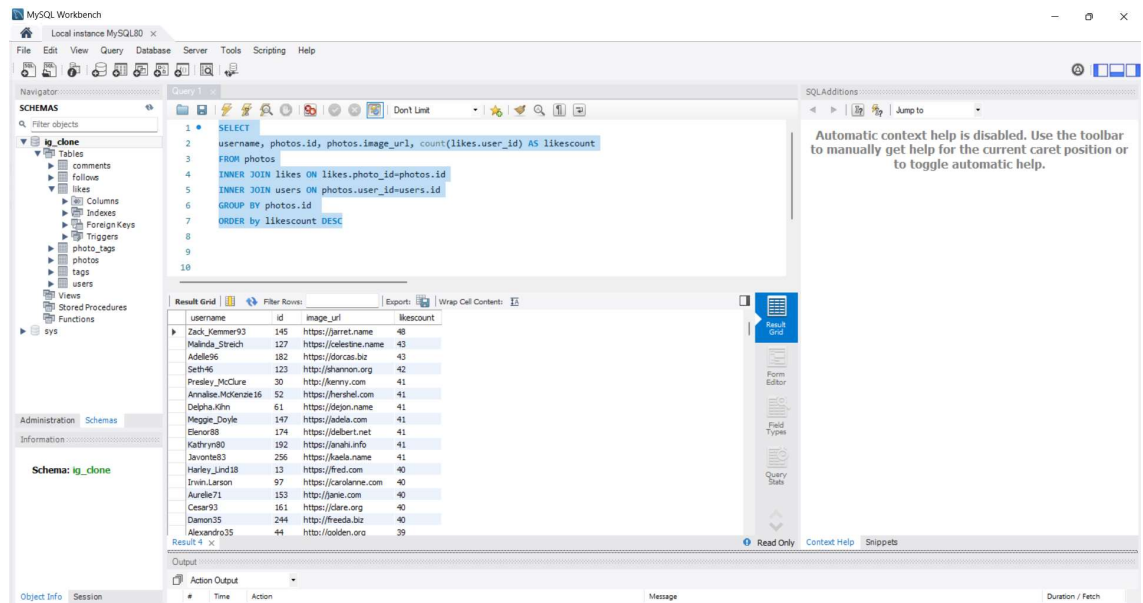 MySQL Workbench
Local instance MySQL80 ×
File Edit View Query Database Server Tools Scripting Help
Navigator
SCHEMAS
Filter objects
ig_clone
Tables
comments
follows
likes
Columns
Indexes
Foreign Keys
Triggers
photo_tags
photos
tags
users
Views
Stored Procedures
Functions
sys
Administration Schemas
Information
Schema: ig_clone
Object Info Session
Query 1 ×
Don't Limit
1 SELECT
2 username, photos.id, photos.image_url, count(likes.user_id) AS likescount
3 FROM photos
4 INNER JOIN likes ON likes.photo_id=photos.id
5 INNER JOIN users ON photos.user_id=users.id
6 GROUP BY photos.id
7 ORDER by likescount DESC
8
9
10
Result Grid Filter Rows: Export: Wrap Cell Content:
username id image_url likescount
Zack_Kemmer93 145 https://jarret.name 48
Malinda_Streich 127 https://celestine.name 43
Adelle96 182 https://dorcas.biz 43
Seth46 123 http://shannon.org 42
Presley_McClure 30 http://kenny.com 41
Annalise.McKenzie16 52 https://hershel.com 41
Delpha.Kihn 61 https://dejon.name 41
Meggie_Doyle 147 https://adela.com 41
Elenor88 174 https://delbert.net 41
Kathryn80 192 https://anahi.info 41
Javonte83 256 https://kaela.name 41
Harley_Lind18 13 https://fred.com 40
Irwin.Larson 97 https://carolanne.com 40
Aurelie71 153 http://janie.com 40
Cesar93 161 https://clare.org 40
Damon35 244 http://freeda.biz 40
Alexandro35 44 http://golden.org 39
Result Grid
Form Editor
Field Types
Query Stats
Result 4 ×
Read Only
SQLAdditions
Jump to
Automatic context help is disabled. Use the toolbar
to manually get help for the current caret position or
to toggle automatic help.
Context Help Snippets
Output
Action Output
# Time Action Message Duration / Fetch